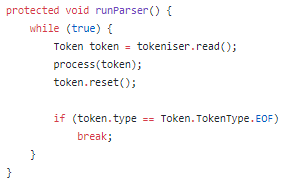 protected void runParser() {
    while (true) {
        Token token = tokeniser.read();
        process(token);
        token.reset();

        if (token.type == Token.TokenType.EOF)
            break;
    }
}